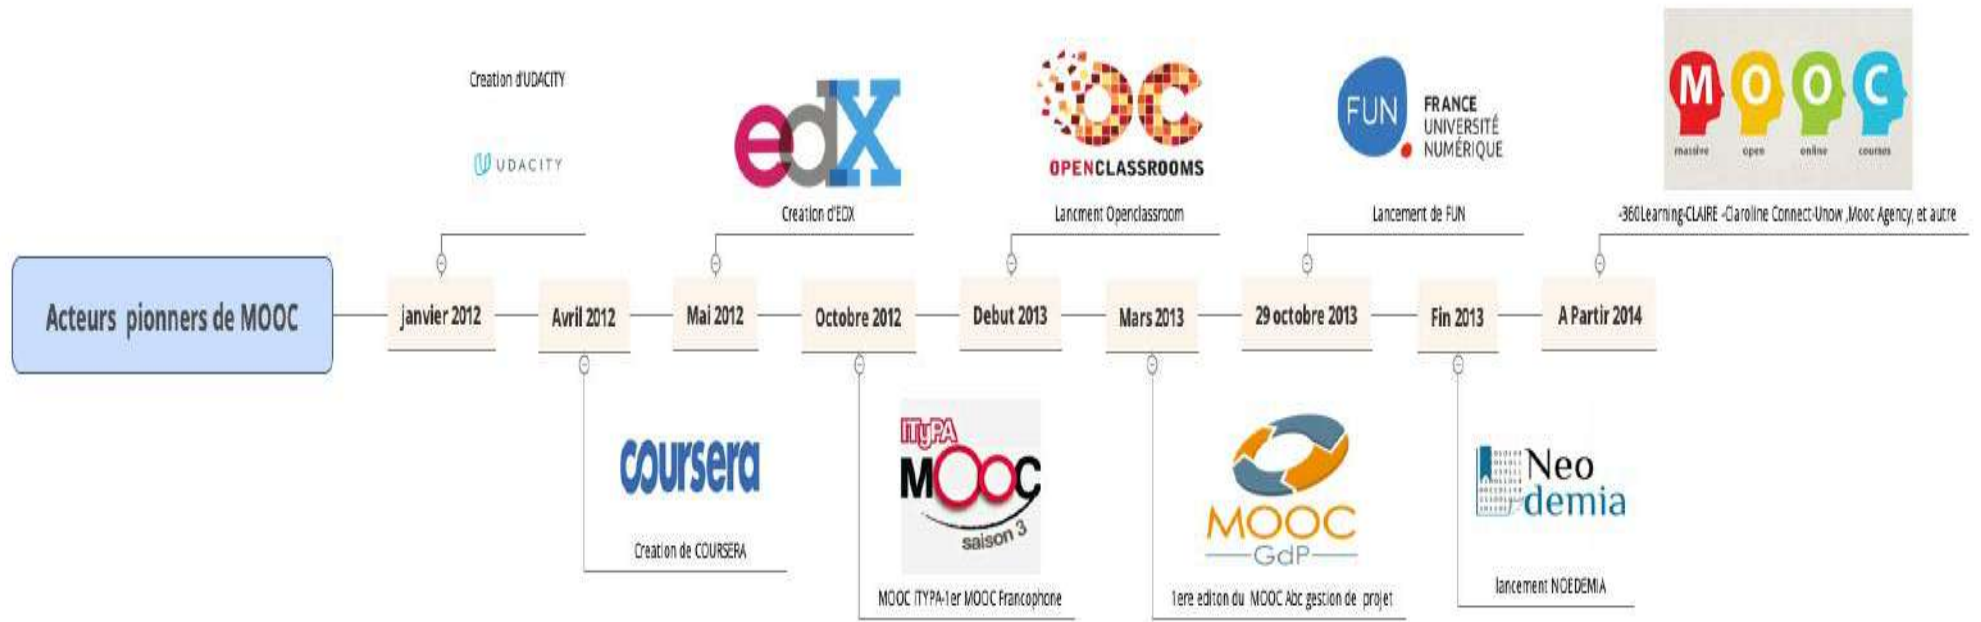 Creation d'UDACITY
UDACITY
edX
Creation d'EDX
OC
OPENCLASSROOMS
Lancment Openclassroom
FUN
FRANCE
UNIVERSITÉ
NUMÉRIQUE
Lancement de FUN
M O O C
massive open online courses
-360Learning-CLAIRE -Claroline Connect-Unow ,Mooc Agency, et autre
Acteurs pionners de MOOC
janvier 2012
Avril 2012
Mai 2012
Octobre 2012
Debut 2013
Mars 2013
29 octobre 2013
Fin 2013
A Partir 2014
coursera
Creation de COURSERA
ITyPA
MOOC
saison 3
MOOC ITYPA-1er MOOC Francophone
MOOC
GdP
1ere editon du MOOC Abc gestion de projet
Neo
demia
lancement NOEDEMIA